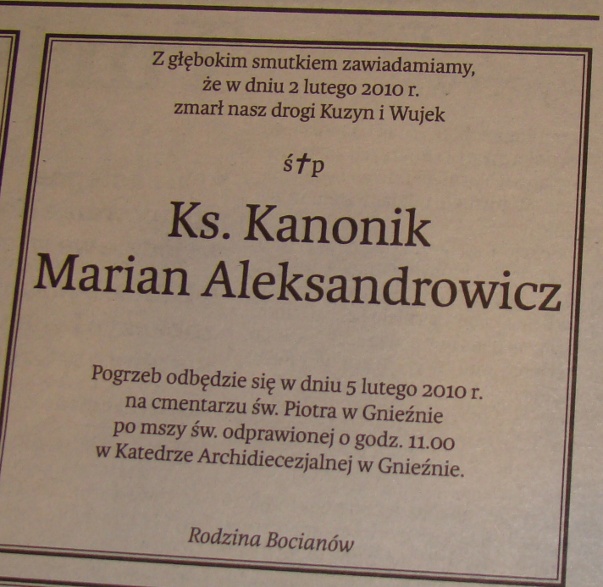 Z głębokim smutkiem zawiadamiamy,
że w dniu 2 lutego 2010 r.
zmarł nasz drogi Kuzyn i Wujek
ś✝p
Ks. Kanonik
Marian Aleksandrowicz
Pogrzeb odbędzie się w dniu 5 lutego 2010 r.
na cmentarzu św. Piotra w Gnieźnie
po mszy św. odprawionej o godz. 11.00
w Katedrze Archidiecezjalnej w Gnieźnie.
Rodzina Bocianów